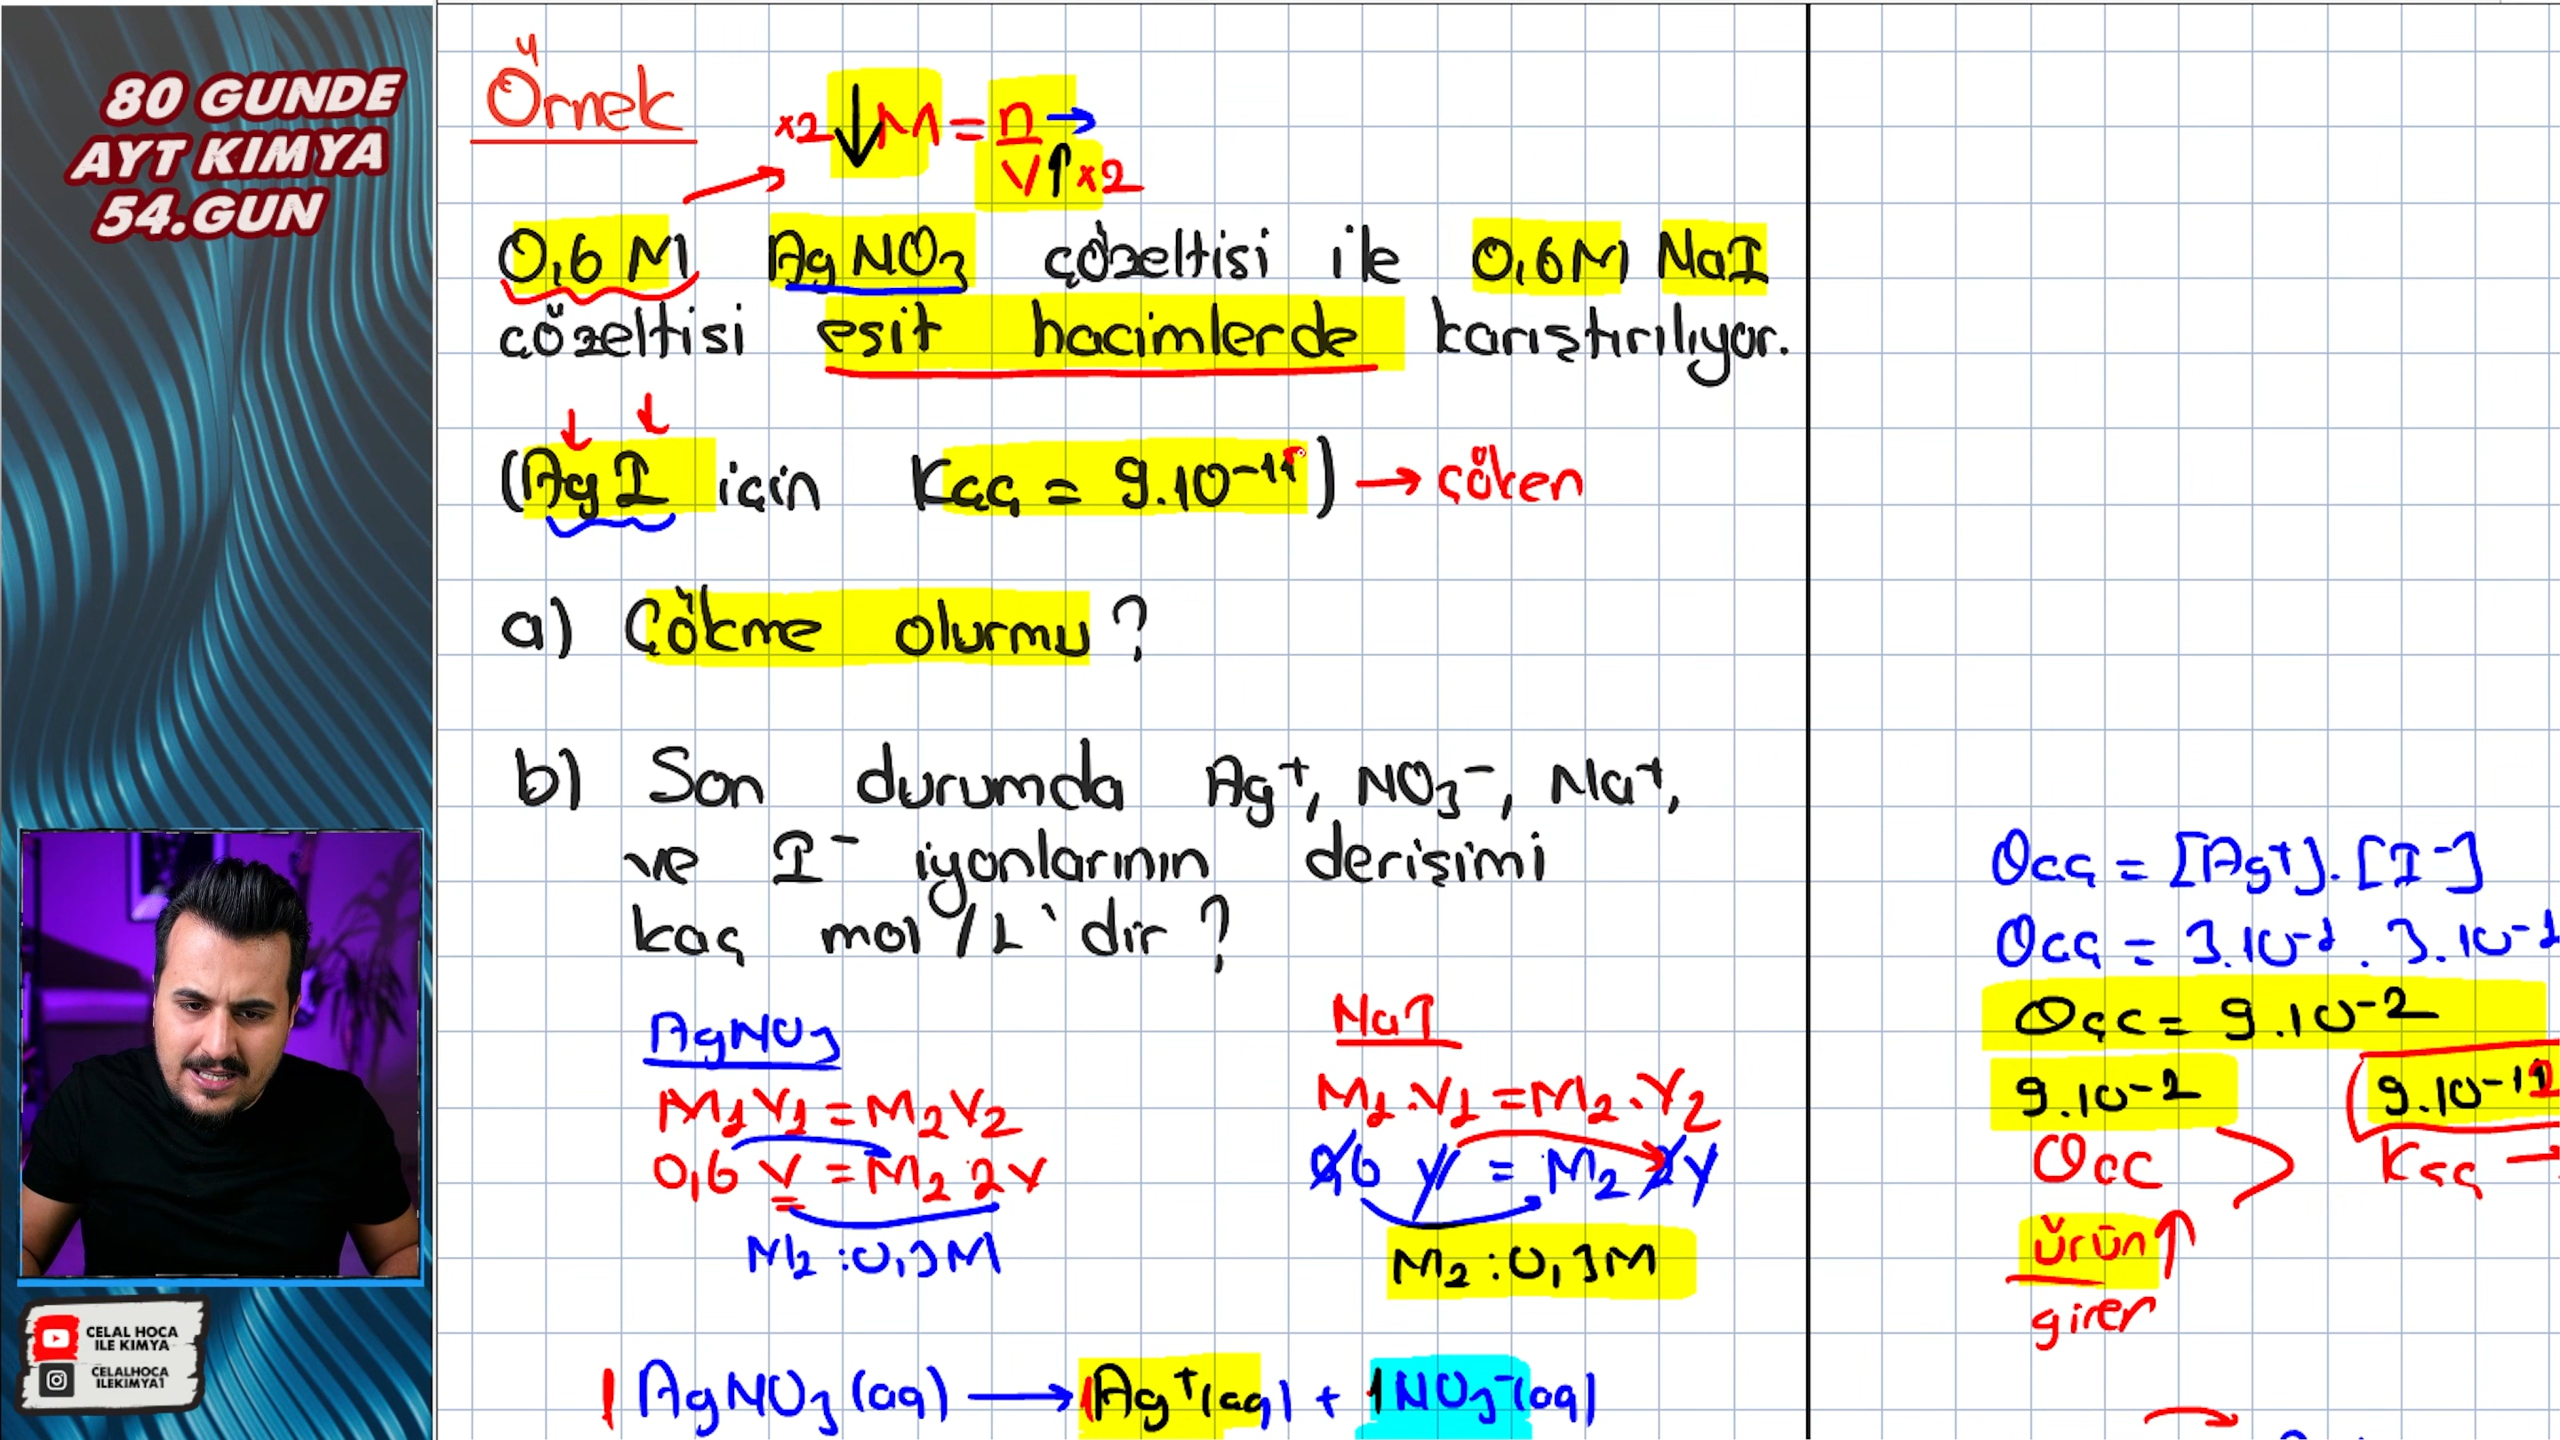 80 GUNDE
AYT KIMYA
54.GUN
Örnek
x2 ↓ M = n →
V ↑ x2
0,6 M AgNO3 çözeltisi ile 0,6M NaI
çözeltisi eşit hacimlerde karıştırılıyor.
(AgI için Kçç = 9.10-11) → çöken
a) Çökme olurmu?
b) Son durumda Ag+, NO3-, Na+,
ve I- iyonlarının derişimi
kaç mol/L'dir?
AgNO3
M1V1 = M2V2
0,6 V = M2 2V
M2 : 0,3M
NaI
M1.V1 = M2.V2
0,6 V = M2 2V
M2 : 0,3M
1 AgNO3(aq) → 1Ag+(aq) + 1NO3-(aq)
Qçç = [Ag+].[I-]
Qçç = 3.10-1 . 3.10-1
Qçç = 9.10-2
9.10-2
Qçç > Kçç →
ürün ↑
girer
CELAL HOCA
ILE KIMYA
CELALHOCA
ILEKIMYA1